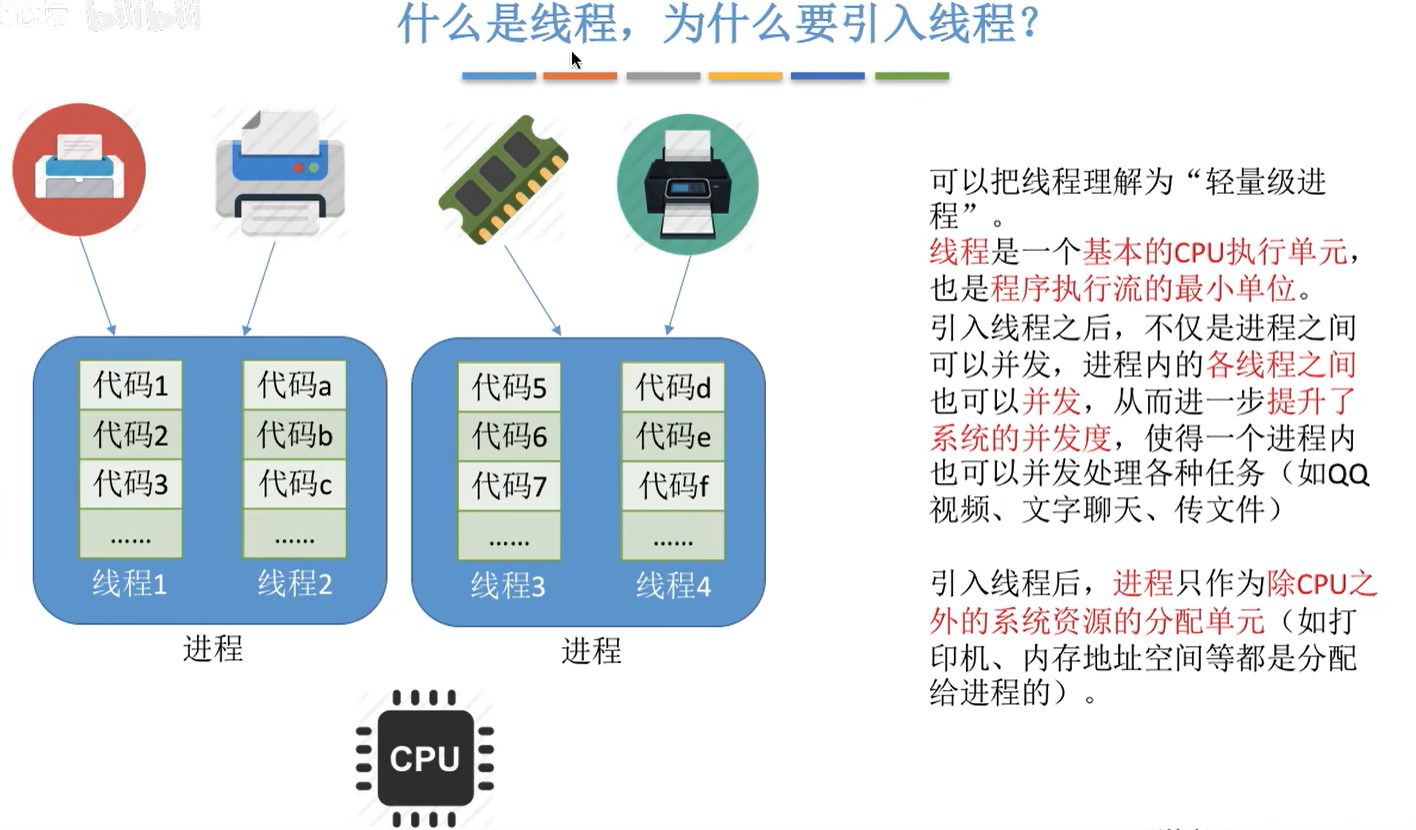 bilibili
什么是线程，为什么要引入线程？
代码1
代码2
代码3
......
线程1
代码a
代码b
代码c
......
线程2
进程
代码5
代码6
代码7
......
线程3
代码d
代码e
代码f
......
线程4
进程
CPU
可以把线程理解为“轻量级进
程”。
线程是一个基本的CPU执行单元，
也是程序执行流的最小单位。
引入线程之后，不仅是进程之间
可以并发，进程内的各线程之间
也可以并发，从而进一步提升了
系统的并发度，使得一个进程内
也可以并发处理各种任务（如QQ
视频、文字聊天、传文件）
引入线程后，进程只作为除CPU之
外的系统资源的分配单元（如打
印机、内存地址空间等都是分配
给进程的）。